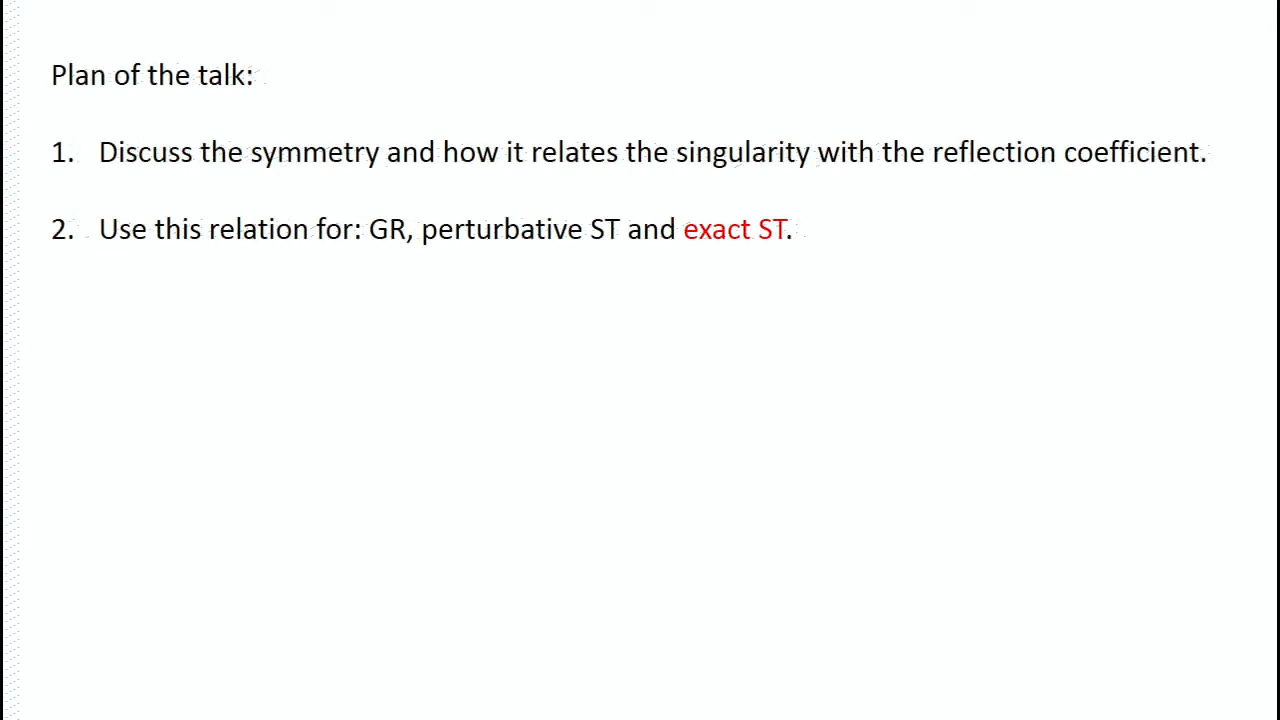 Plan of the talk:
1. Discuss the symmetry and how it relates the singularity with the reflection coefficient.
2. Use this relation for: GR, perturbative ST and exact ST.